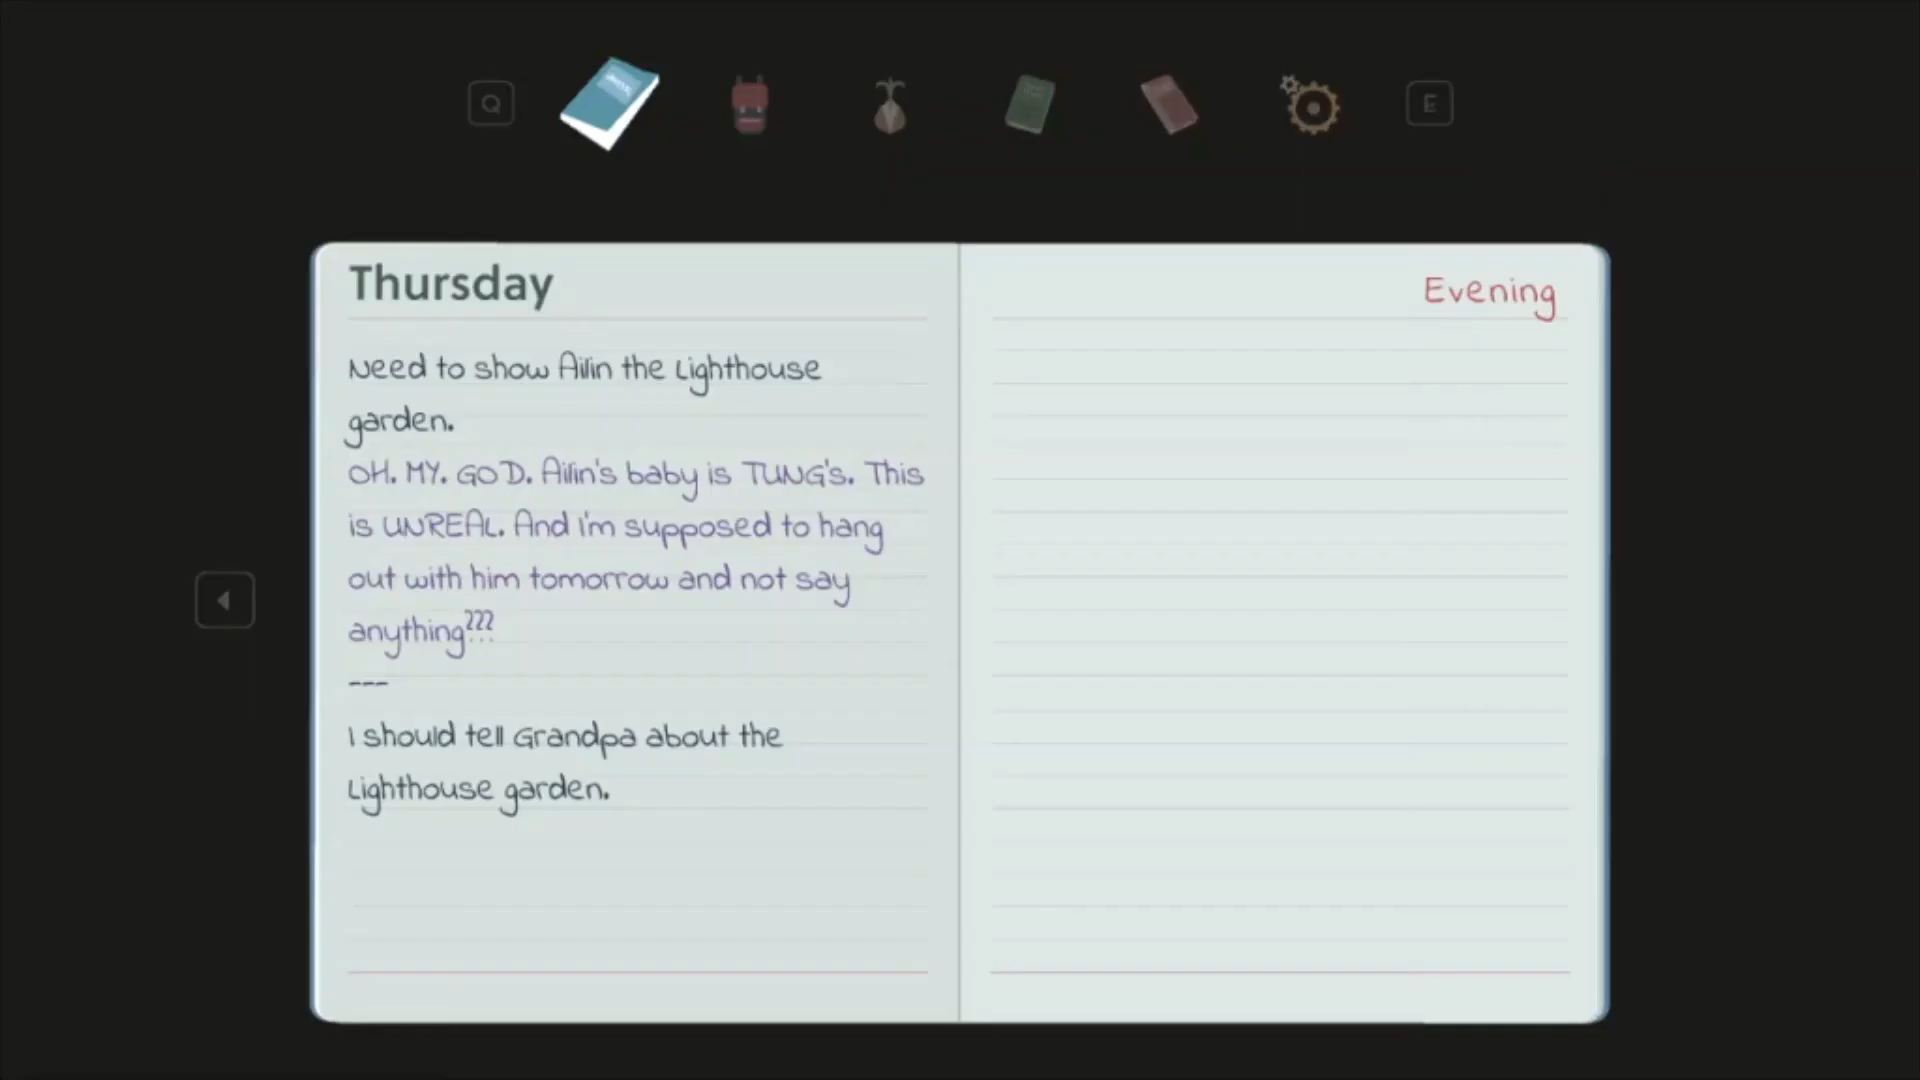 Q
E
Thursday
Evening
Need to show Ailin the Lighthouse
garden.
OH. MY. GOD. Ailin's baby is TUNG's. This
is UNREAL. And I'm supposed to hang
out with him tomorrow and not say
anything???
---
I should tell Grandpa about the
Lighthouse garden.